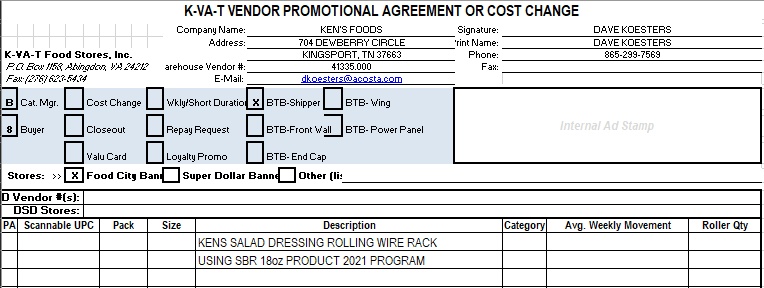 K-VA-T VENDOR PROMOTIONAL AGREEMENT OR COST CHANGE
Company Name: KEN'S FOODS Signature: DAVE KOESTERS
Address: 704 DEWBERRY CIRCLE Print Name: DAVE KOESTERS
K-VA-T Food Stores, Inc. KINGSPORT, TN 37663 Phone: 865-299-7569
P.O. Box 1158, Abingdon, VA 24212 arehouse Vendor #: 41335.000 Fax:
Fax: (276) 623-5434 E-Mail: dkoesters@acosta.com
B Cat. Mgr. Cost Change Wkly/Short Duration X BTB-Shipper BTB- Wing
8 Buyer Closeout Repay Request BTB-Front Wall BTB- Power Panel
Internal Ad Stamp
Valu Card Loyalty Promo BTB- End Cap
Stores: >> X Food City Bann Super Dollar Banne Other (lis
D Vendor #(s):
DSD Stores:
PA Scannable UPC Pack Size Description Category Avg. Weekly Movement Roller Qty
KENS SALAD DRESSING ROLLING WIRE RACK
USING SBR 18oz PRODUCT 2021 PROGRAM